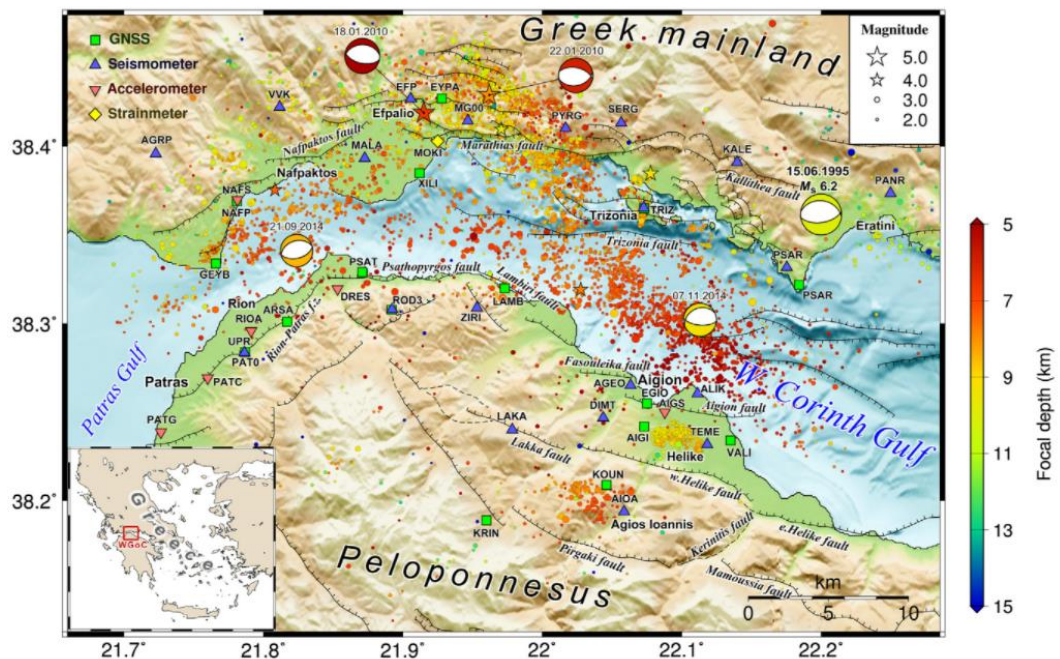 GNSS
Seismometer
Accelerometer
Strainmeter
18.01.2010
22.01.2010
Greek mainland
Magnitude
5.0
4.0
3.0
2.0
VVK
EFP
EYPA
MG00
Efpalio
PYRG
SERG
AGRP
Nafpaktos fault
MALA
MOKI
Marathias fault
KALE
Kallithea fault
15.06.1995
Ms 6.2
PANR
Nafpaktos
XILI
NAFS
NAFP
Trizonia
TRIZ
Eratini
21.09.2014
Trizonia fault
GEYB
PSAT
Psathopyrgos fault
PSAR
PSAR
Lambiri fault
DRES
ROD3
ZIRI
LAMB
07.11.2014
Rion
ARSA
RIOA
Rion-Patras f.z.
UPR
PAT0
Patras
PATC
PATG
Patras Gulf
W. Corinth Gulf
Fasouleika fault
Aigion
AGEO
EGIO
ALIK
AIGS
Aigion fault
DIMT
LAKA
AIGI
TEME
VALI
Lakka fault
Helike
w.Helike fault
KOUN
AIOA
Agios Ioannis
KRIN
Kerinitis fault
e.Helike fault
Pirgaki fault
Mamoussia fault
Peloponnesus
km
0
5
10
Greece
WGoC
38.4°
38.3°
38.2°
21.7°
21.8°
21.9°
22.0°
22.1°
22.2°
5
7
9
11
13
15
Focal depth (km)